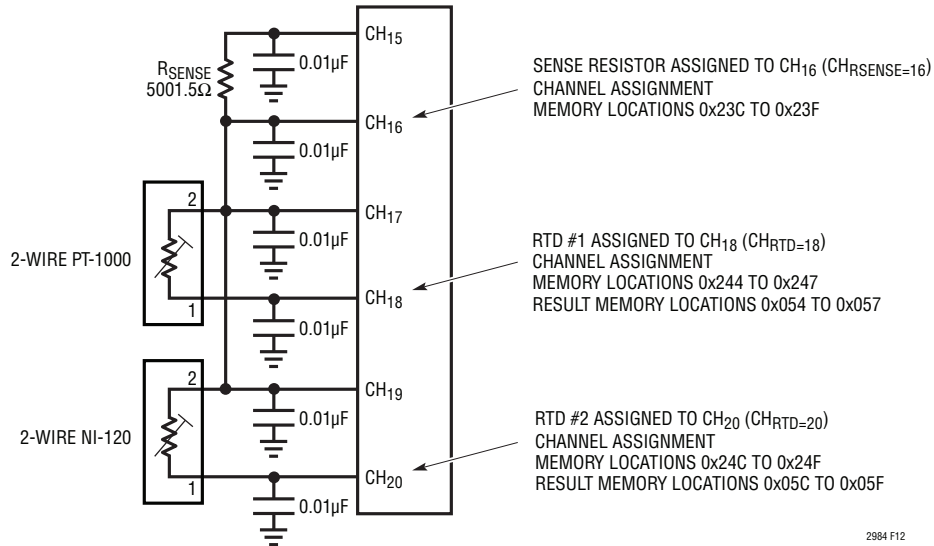 CH15
0.01µF
RSENSE
5001.5Ω
CH16
0.01µF
SENSE RESISTOR ASSIGNED TO CH16 (CHRSENSE=16)
CHANNEL ASSIGNMENT
MEMORY LOCATIONS 0x23C TO 0x23F
2-WIRE PT-1000
2
1
CH17
0.01µF
CH18
0.01µF
RTD #1 ASSIGNED TO CH18 (CHRTD=18)
CHANNEL ASSIGNMENT
MEMORY LOCATIONS 0x244 TO 0x247
RESULT MEMORY LOCATIONS 0x054 TO 0x057
2-WIRE NI-120
2
1
CH19
0.01µF
CH20
0.01µF
RTD #2 ASSIGNED TO CH20 (CHRTD=20)
CHANNEL ASSIGNMENT
MEMORY LOCATIONS 0x24C TO 0x24F
RESULT MEMORY LOCATIONS 0x05C TO 0x05F
2984 F12